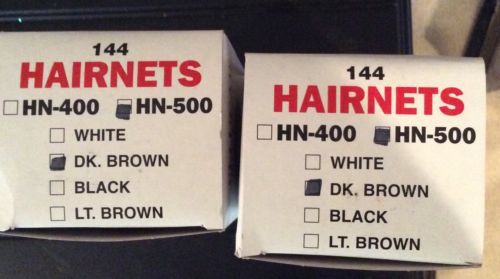 144
HAIRNETS
HN-400 HN-500
WHITE
DK. BROWN
BLACK
LT. BROWN
144
HAIRNETS
HN-400 HN-500
WHITE
DK. BROWN
BLACK
LT. BROWN